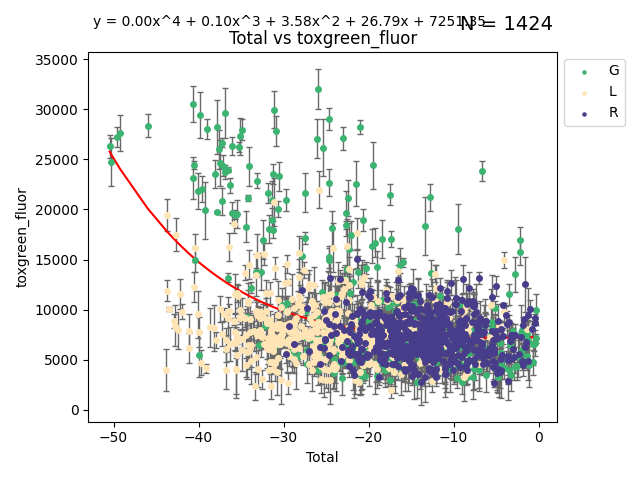 y = 0.00x^4 + 0.10x^3 + 3.58x^2 + 26.79x + 7251.35
N = 1424
Total vs toxgreen_fluor
35000
30000
25000
20000
15000
10000
5000
0
toxgreen_fluor
−50
−40
−30
−20
−10
0
Total
G
L
R